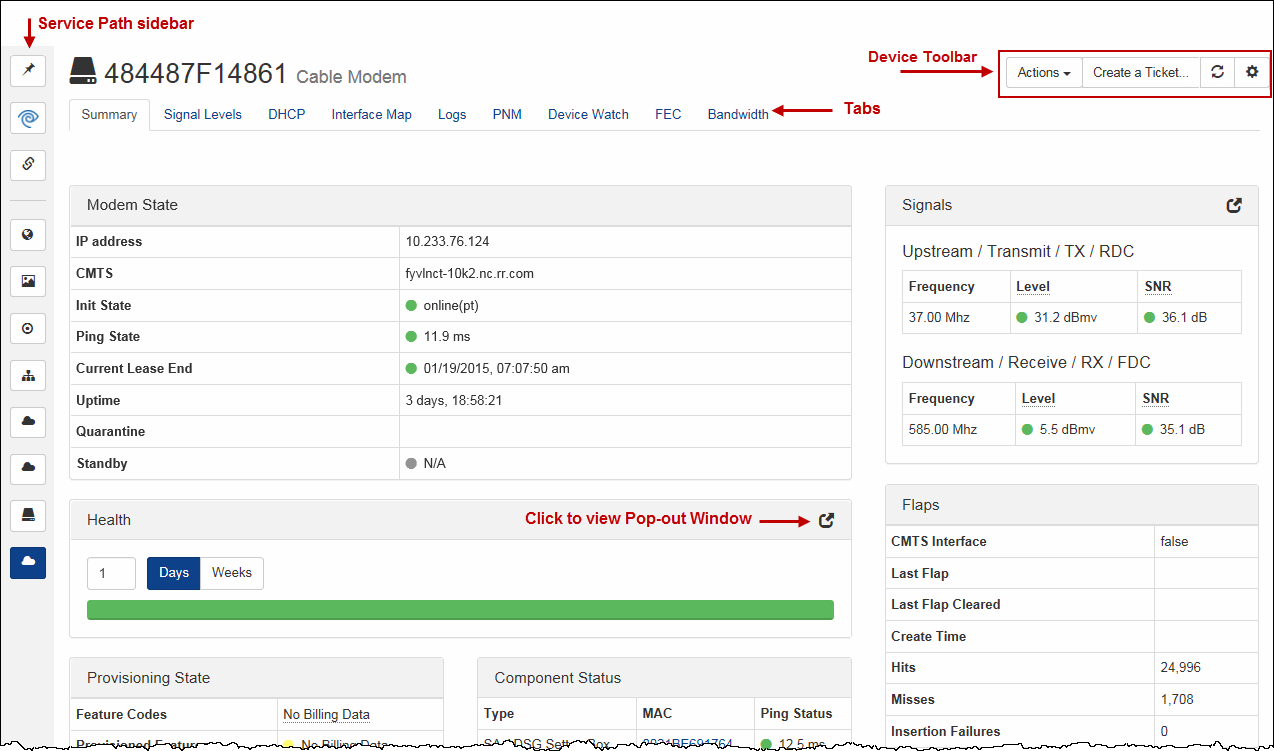 Service Path sidebar
484487F14861 Cable Modem
Device Toolbar
Actions
Create a Ticket...
Summary
Signal Levels
DHCP
Interface Map
Logs
PNM
Device Watch
FEC
Bandwidth
Tabs
Modem State
IP address 10.233.76.124
CMTS fyvlnct-10k2.nc.rr.com
Init State online(pt)
Ping State 11.9 ms
Current Lease End 01/19/2015, 07:07:50 am
Uptime 3 days, 18:58:21
Quarantine
Standby N/A
Signals
Upstream / Transmit / TX / RDC
Frequency Level SNR
37.00 Mhz 31.2 dBmv 36.1 dB
Downstream / Receive / RX / FDC
Frequency Level SNR
585.00 Mhz 5.5 dBmv 35.1 dB
Health
Click to view Pop-out Window
1 Days Weeks
Flaps
CMTS Interface false
Last Flap
Last Flap Cleared
Create Time
Hits 24,996
Misses 1,708
Insertion Failures 0
Provisioning State
Feature Codes No Billing Data
No Billing Data
Component Status
Type MAC Ping Status
12.5 ms